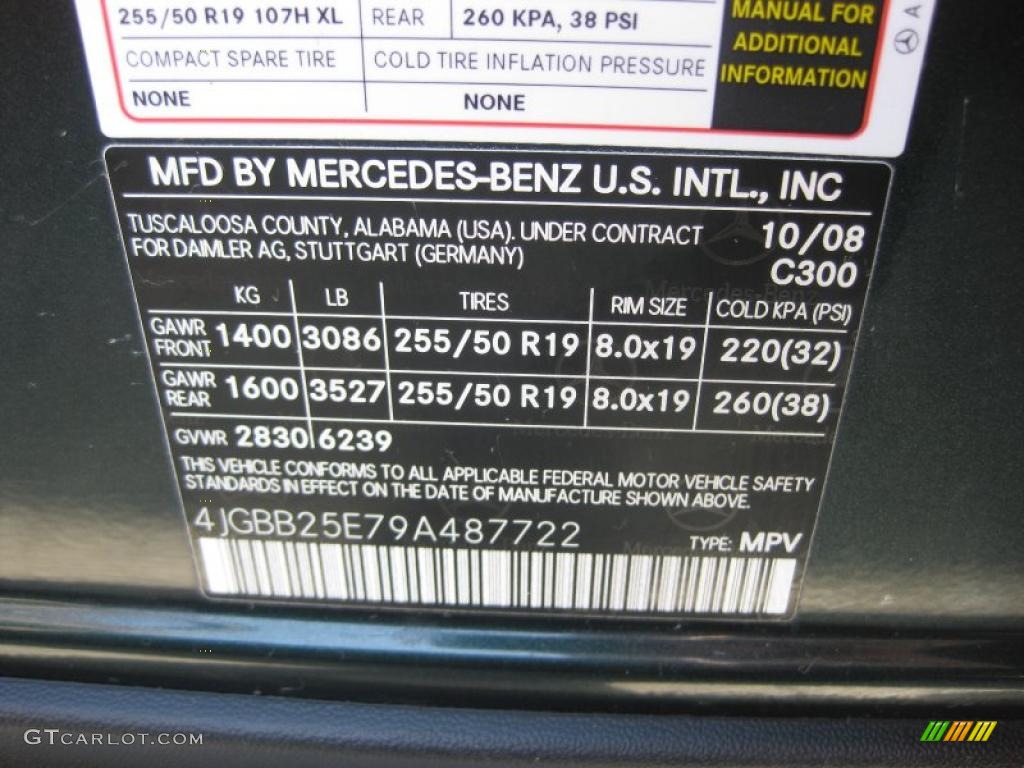 255/50 R19 107H XL REAR 260 KPA, 38 PSI
COMPACT SPARE TIRE COLD TIRE INFLATION PRESSURE
NONE NONE
MANUAL FOR
ADDITIONAL
INFORMATION
A
MFD BY MERCEDES-BENZ U.S. INTL., INC
TUSCALOOSA COUNTY, ALABAMA (USA). UNDER CONTRACT
FOR DAIMLER AG, STUTTGART (GERMANY)
10/08
C300
KG LB TIRES RIM SIZE COLD KPA (PSI)
GAWR FRONT 1400 3086 255/50 R19 8.0x19 220(32)
GAWR REAR 1600 3527 255/50 R19 8.0x19 260(38)
GVWR 2830 6239
THIS VEHICLE CONFORMS TO ALL APPLICABLE FEDERAL MOTOR VEHICLE SAFETY
STANDARDS IN EFFECT ON THE DATE OF MANUFACTURE SHOWN ABOVE.
4JGBB25E79A487722 TYPE: MPV
GTCARLOT.COM